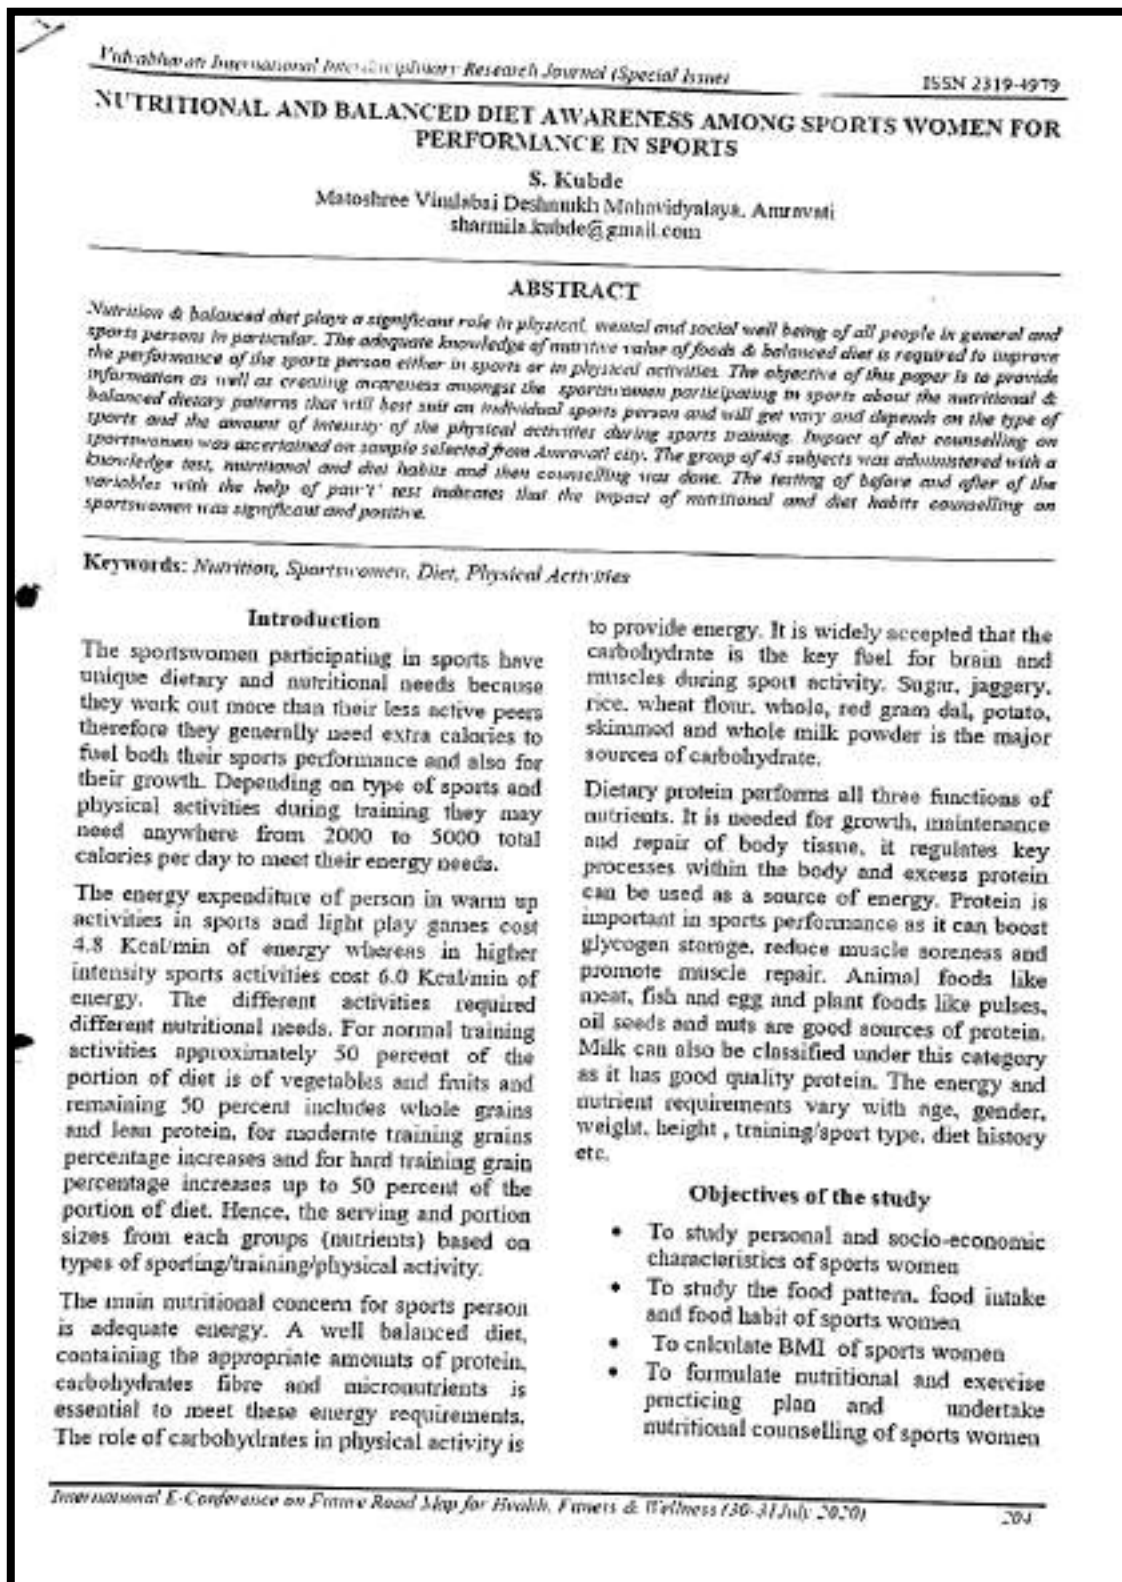 Vidyabharati International Interdisciplinary Research Journal (Special Issue)
ISSN 2319-4979
NUTRITIONAL AND BALANCED DIET AWARENESS AMONG SPORTS WOMEN FOR
PERFORMANCE IN SPORTS
S. Kubde
Matoshree Vimlabai Deshmukh Mahavidyalaya, Amravati
sharmila.kubde@gmail.com
ABSTRACT
Nutrition & balanced diet plays a significant role in physical, mental and social well being of all people in general and
sports persons in particular. The adequate knowledge of nutritive value of foods & balanced diet is required to improve
the performance of the sports person either in sports or in physical activities. The objective of this paper is to provide
information as well as creating awareness amongst the sportswomen participating in sports about the nutritional &
balanced dietary patterns that will best suit an individual sports person and will get vary and depends on the type of
sports and the amount of intensity of the physical activities during sports training. Impact of diet counselling on
sportswomen was ascertained on sample selected from Amravati city. The group of 45 subjects was administered with a
knowledge test, nutritional and diet habits and then counselling was done. The testing of before and after of the
variables with the help of pair't' test indicates that the impact of nutritional and diet habits counselling on
sportswomen was significant and positive.
Keywords: Nutrition, Sportswomen, Diet, Physical Activities
Introduction
The sportswomen participating in sports have
unique dietary and nutritional needs because
they work out more than their less active peers
therefore they generally need extra calories to
fuel both their sports performance and also for
their growth. Depending on type of sports and
physical activities during training they may
need anywhere from 2000 to 5000 total
calories per day to meet their energy needs.
The energy expenditure of person in warm up
activities in sports and light play games cost
4.8 Kcal/min of energy whereas in higher
intensity sports activities cost 6.0 Kcal/min of
energy. The different activities required
different nutritional needs. For normal training
activities approximately 50 percent of the
portion of diet is of vegetables and fruits and
remaining 50 percent includes whole grains
and lean protein, for moderate training grains
percentage increases and for hard training grain
percentage increases up to 50 percent of the
portion of diet. Hence, the serving and portion
sizes from each groups (nutrients) based on
types of sporting/training/physical activity.
The main nutritional concern for sports person
is adequate energy. A well balanced diet,
containing the appropriate amounts of protein,
carbohydrates fibre and micronutrients is
essential to meet these energy requirements.
The role of carbohydrates in physical activity is
to provide energy. It is widely accepted that the
carbohydrate is the key fuel for brain and
muscles during sport activity. Sugar, jaggery,
rice, wheat flour, whole, red gram dal, potato,
skimmed and whole milk powder is the major
sources of carbohydrate.
Dietary protein performs all three functions of
nutrients. It is needed for growth, maintenance
and repair of body tissue, it regulates key
processes within the body and excess protein
can be used as a source of energy. Protein is
important in sports performance as it can boost
glycogen storage, reduce muscle soreness and
promote muscle repair. Animal foods like
meat, fish and egg and plant foods like pulses,
oil seeds and nuts are good sources of protein.
Milk can also be classified under this category
as it has good quality protein. The energy and
nutrient requirements vary with age, gender,
weight, height , training/sport type, diet history
etc.
Objectives of the study
• To study personal and socio-economic
characteristics of sports women
• To study the food pattern, food intake
and food habit of sports women
• To calculate BMI of sports women
• To formulate nutritional and exercise
practicing plan and undertake
nutritional counselling of sports women
International E-Conference on Future Road Map for Health, Fitness & Wellness (30-31July 2020)
204